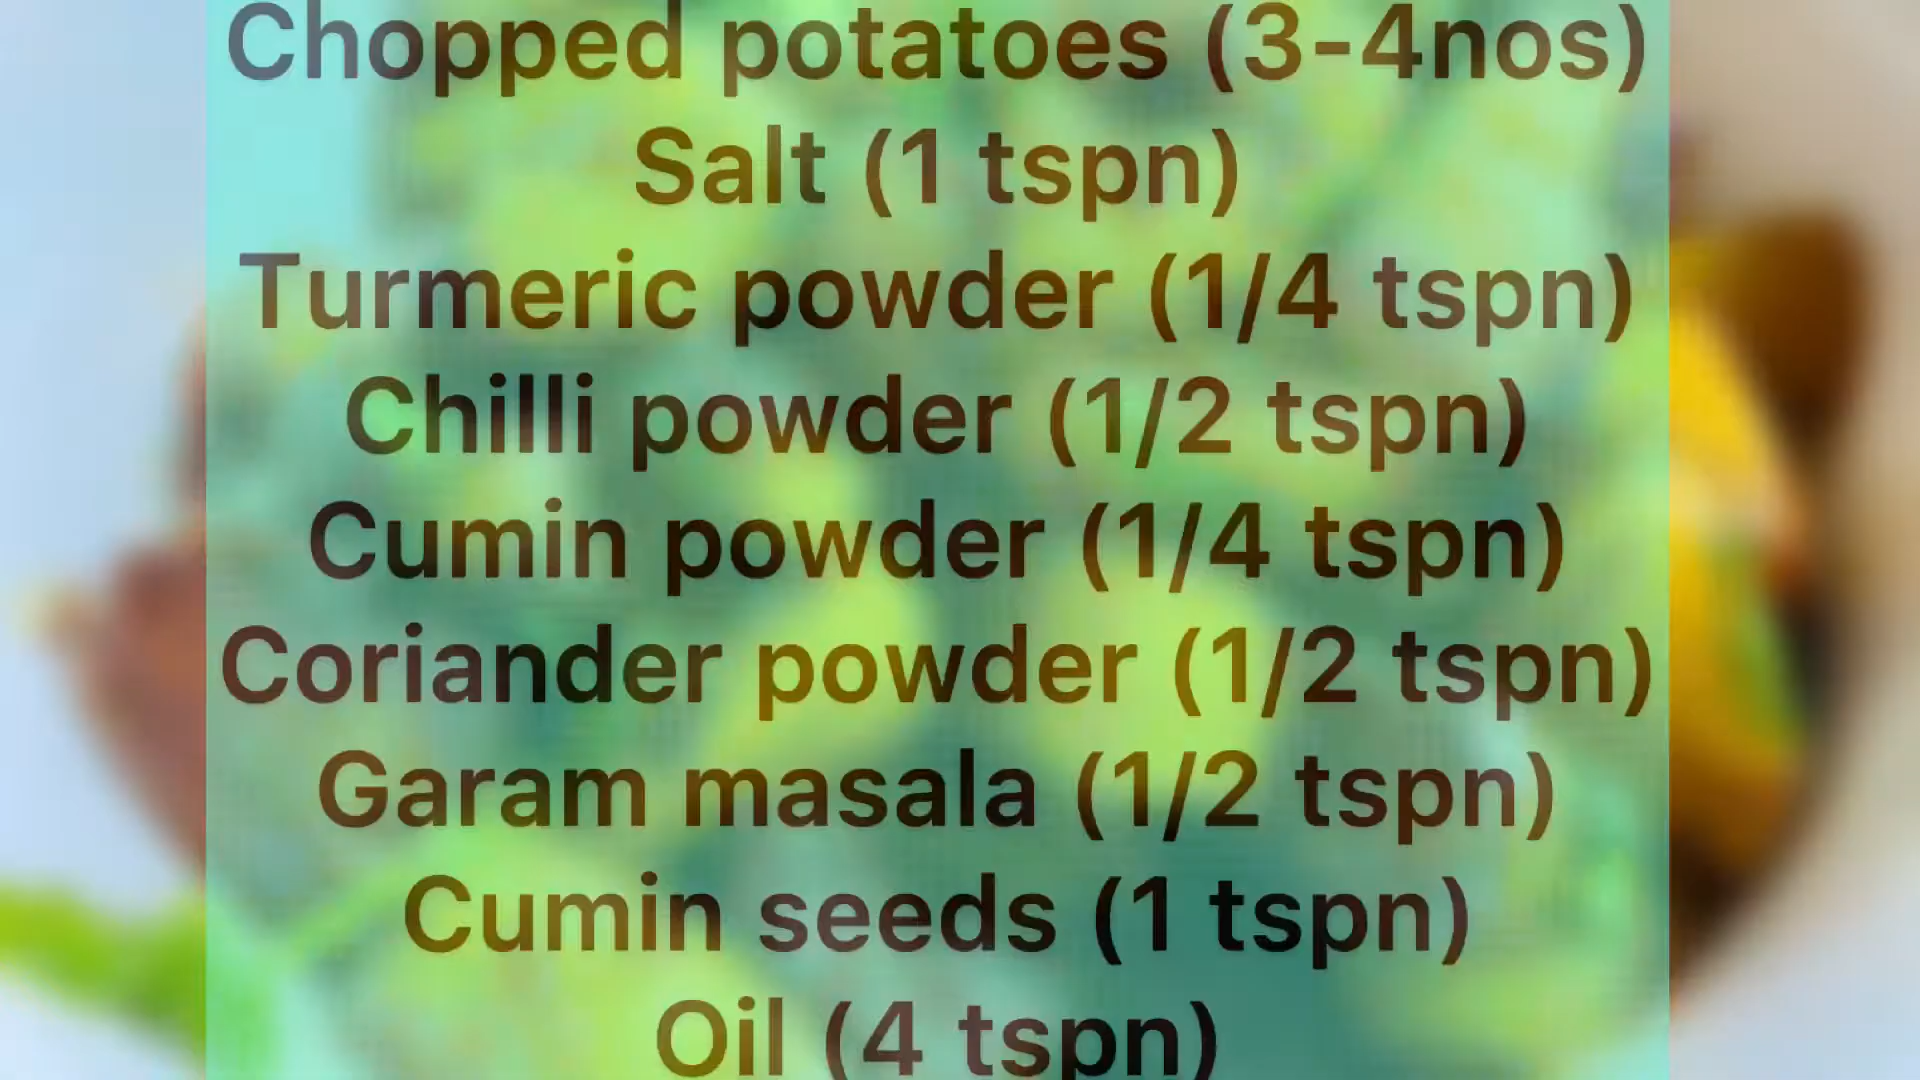 Chopped potatoes (3-4nos)
Salt (1 tspn)
Turmeric powder (1/4 tspn)
Chilli powder (1/2 tspn)
Cumin powder (1/4 tspn)
Coriander powder (1/2 tspn)
Garam masala (1/2 tspn)
Cumin seeds (1 tspn)
Oil (4 tspn)